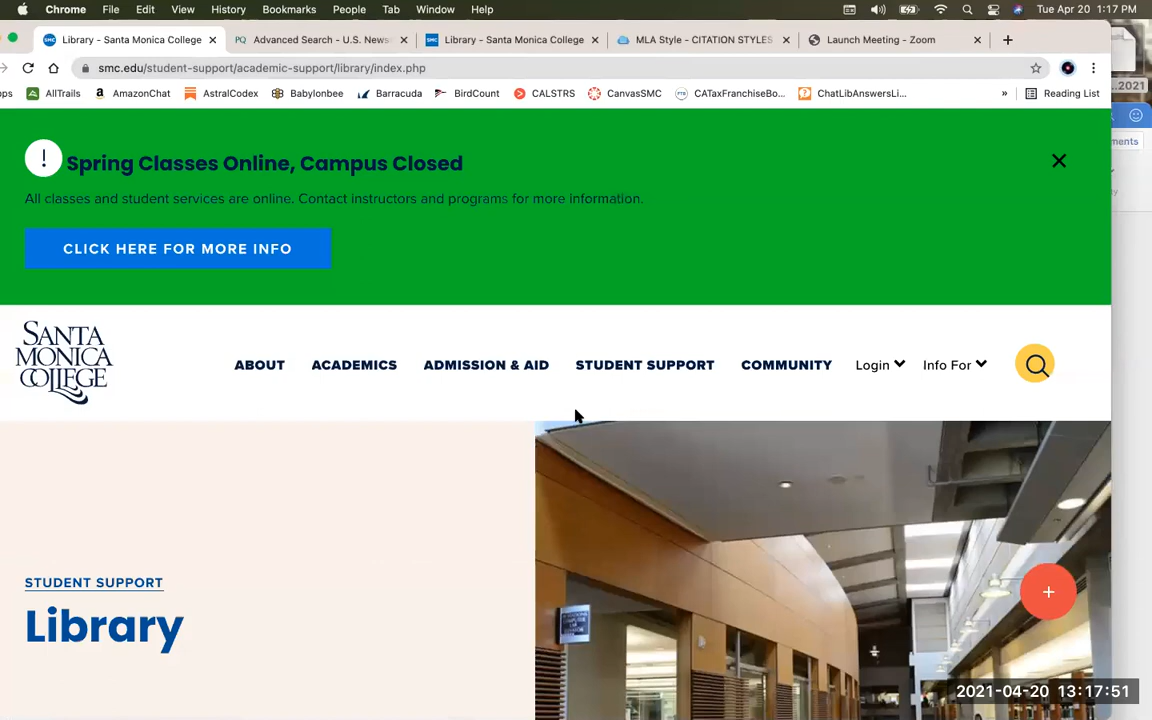 Chrome File Edit View History Bookmarks People Tab Window Help Tue Apr 20 1:17 PM
Library - Santa Monica College Advanced Search - U.S. News Library - Santa Monica College MLA Style - CITATION STYLES Launch Meeting - Zoom
smc.edu/student-support/academic-support/library/index.php
ps AllTrails AmazonChat AstralCodex Babylonbee Barracuda BirdCount CALSTRS CanvasSMC CATaxFranchiseBo... ChatLibAnswersLi... » Reading List
...2021
ments
! Spring Classes Online, Campus Closed
All classes and student services are online. Contact instructors and programs for more information.
CLICK HERE FOR MORE INFO
SANTA MONICA COLLEGE
ABOUT ACADEMICS ADMISSION & AID STUDENT SUPPORT COMMUNITY Login Info For
STUDENT SUPPORT
Library
2021-04-20 13:17:51